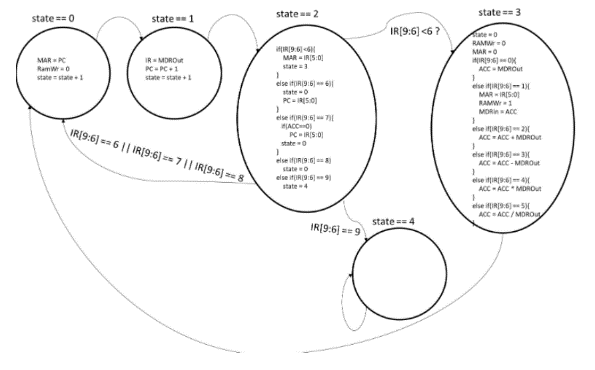 state == 0
MAR = PC
RamWr = 0
state = state + 1
state == 1
IR = MDROut
PC = PC + 1
state = state + 1
state == 2
if(IR[9:6]<6){
MAR = IR[5:0]
state = 3
}
else if(IR[9:6] == 6){
state = 0
PC = IR[5:0]
}
else if(IR[9:6] == 7){
if(ACC==0)
PC = IR[5:0]
state = 0
}
else if(IR[9:6] == 8)
state = 0
else if(IR[9:6] == 9)
state = 4
IR[9:6] <6 ?
state == 3
state = 0
RAMWr = 0
MAR = 0
if(IR[9:6] == 0){
ACC = MDROut
}
else if(IR[9:6] == 1){
MAR = IR[5:0]
RAMWr = 1
MDRin = ACC
}
else if(IR[9:6] == 2){
ACC = ACC + MDROut
}
else if(IR[9:6] == 3){
ACC = ACC - MDROut
}
else if(IR[9:6] == 4){
ACC = ACC * MDROut
}
else if(IR[9:6] == 5){
ACC = ACC / MDROut
}
IR[9:6] == 6 || IR[9:6] == 7 || IR[9:6] == 8
IR[9:6] == 9
state == 4